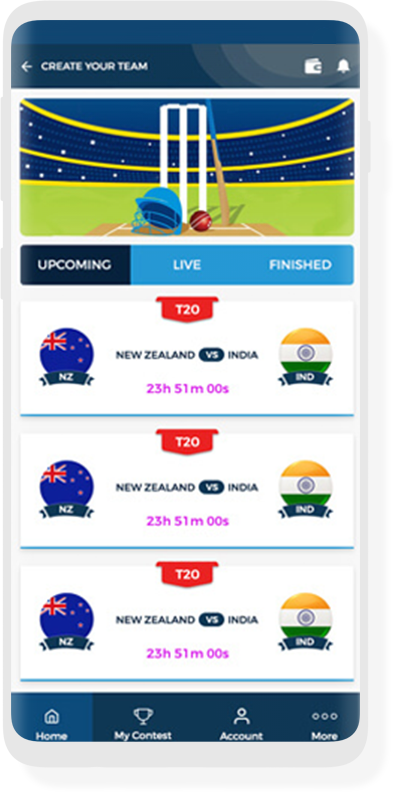 CREATE YOUR TEAM
UPCOMING LIVE FINISHED
T20
NEW ZEALAND VS INDIA
NZ IND
23h 51m 00s
T20
NEW ZEALAND VS INDIA
NZ IND
23h 51m 00s
T20
NEW ZEALAND VS INDIA
NZ IND
23h 51m 00s
Home My Contest Account More